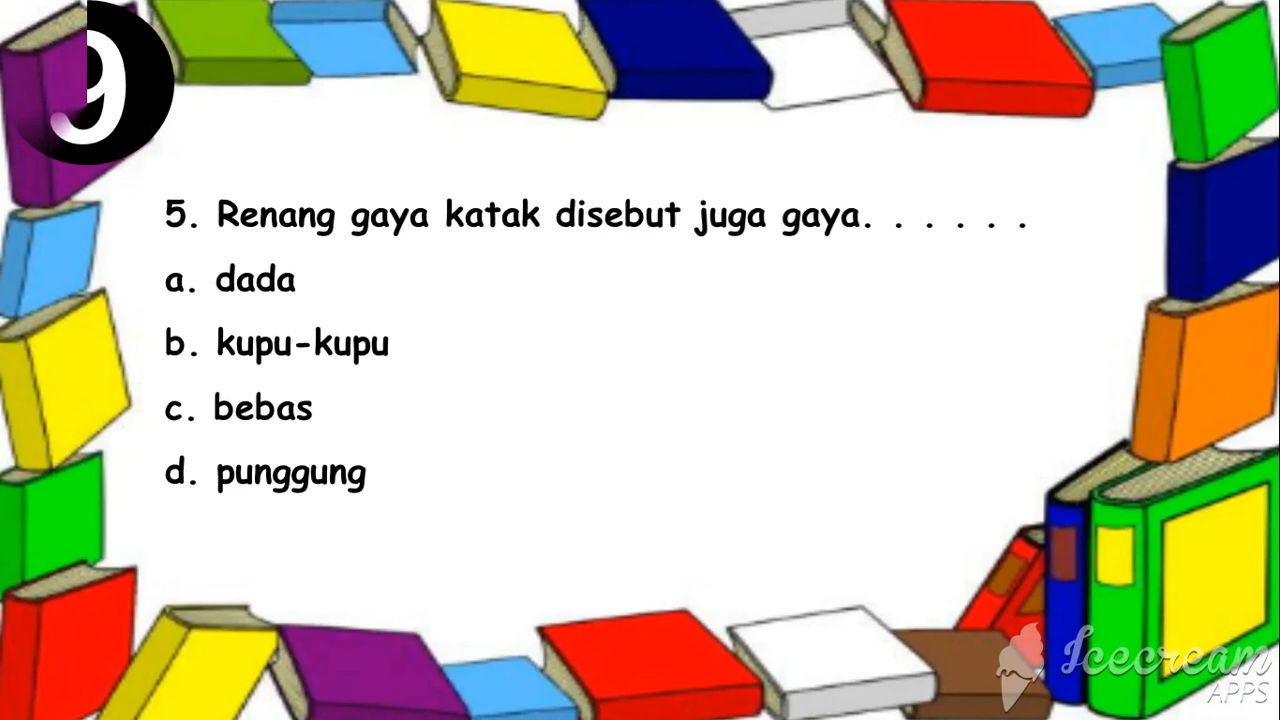 9
5. Renang gaya katak disebut juga gaya. . . . . .
a. dada
b. kupu-kupu
c. bebas
d. punggung
Icecream
APPS